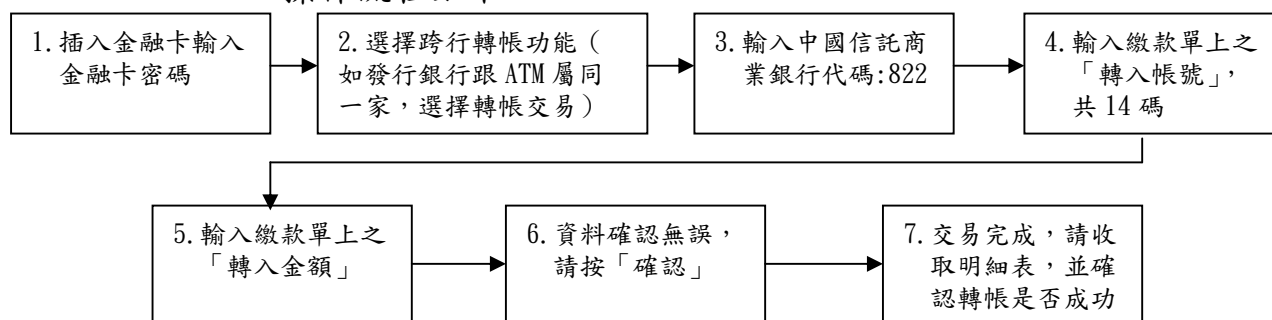 1.插入金融卡輸入
金融卡密碼
2.選擇跨行轉帳功能（
如發行銀行跟 ATM 屬同
一家，選擇轉帳交易）
3.輸入中國信託商
業銀行代碼:822
4.輸入繳款單上之
「轉入帳號」，
共 14 碼
5.輸入繳款單上之
「轉入金額」
6.資料確認無誤，
請按「確認」
7.交易完成，請收
取明細表，並確
認轉帳是否成功